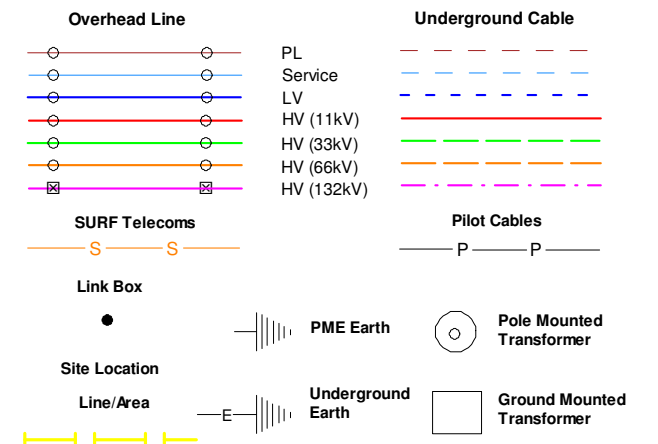 Overhead Line
Underground Cable
PL
Service
LV
HV (11kV)
HV (33kV)
HV (66kV)
HV (132kV)
SURF Telecoms
S S
Pilot Cables
P P
Link Box
PME Earth
Pole Mounted
Transformer
Site Location
Line/Area
E
Underground
Earth
Ground Mounted
Transformer